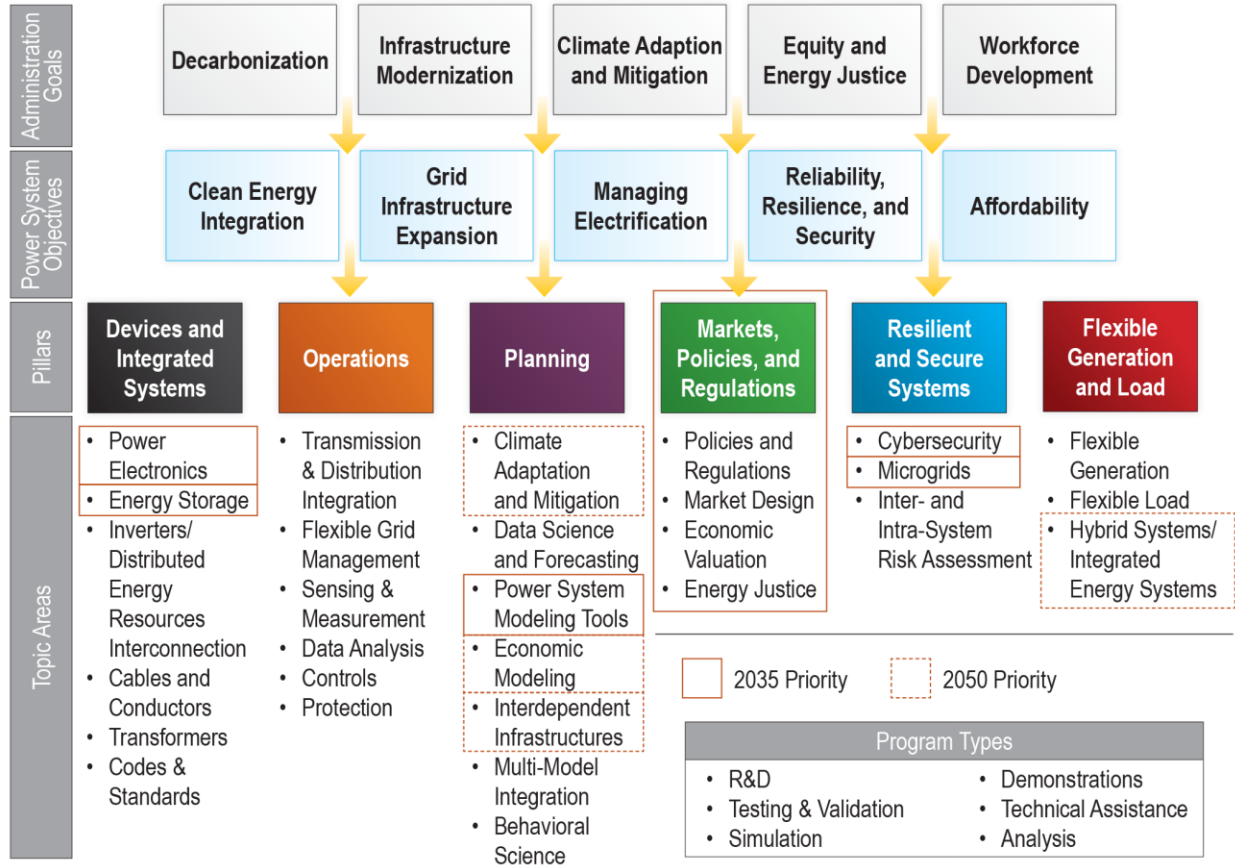 Administration
Goals
Decarbonization
Infrastructure
Modernization
Climate Adaption
and Mitigation
Equity and
Energy Justice
Workforce
Development
Power System
Objectives
Clean Energy
Integration
Grid
Infrastructure
Expansion
Managing
Electrification
Reliability,
Resilience, and
Security
Affordability
Pillars
Devices and
Integrated
Systems
Operations
Planning
Markets,
Policies, and
Regulations
Resilient
and Secure
Systems
Flexible
Generation
and Load
Topic Areas
• Power
Electronics
• Energy Storage
• Inverters/
Distributed
Energy
Resources
Interconnection
• Cables and
Conductors
• Transformers
• Codes &
Standards
• Transmission
& Distribution
Integration
• Flexible Grid
Management
• Sensing &
Measurement
• Data Analysis
• Controls
• Protection
• Climate
Adaptation
and Mitigation
• Data Science
and Forecasting
• Power System
Modeling Tools
• Economic
Modeling
• Interdependent
Infrastructures
• Multi-Model
Integration
• Behavioral
Science
• Policies and
Regulations
• Market Design
• Economic
Valuation
• Energy Justice
• Cybersecurity
• Microgrids
• Inter- and
Intra-System
Risk Assessment
• Flexible
Generation
• Flexible Load
• Hybrid Systems/
Integrated
Energy Systems
2035 Priority
2050 Priority
Program Types
• R&D
• Testing & Validation
• Simulation
• Demonstrations
• Technical Assistance
• Analysis